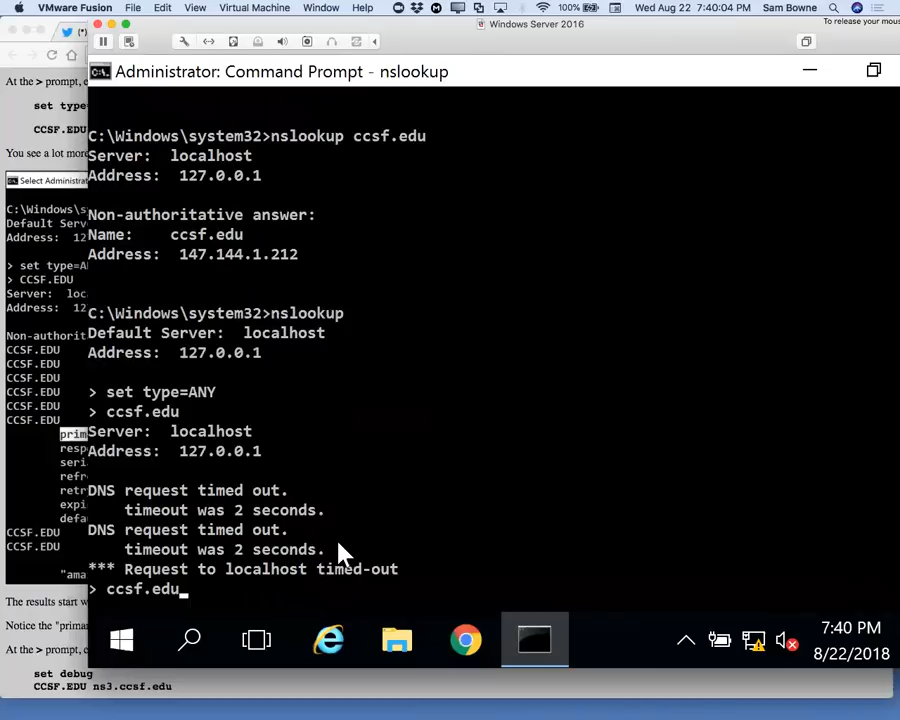 VMware Fusion File Edit View Virtual Machine Window Help 100% Wed Aug 22 7:40:04 PM Sam Bowne
Windows Server 2016
To release your mous
At the > prompt, e
set type=
CCSF.EDU
You see a lot more
Select Administra
C:\Windows\s
Default Serv
Address: 12
> set type=A
> CCSF.EDU
Server: loc
Address: 12
Non-authorit
CCSF.EDU
CCSF.EDU
CCSF.EDU
CCSF.EDU
CCSF.EDU
CCSF.EDU
prim
resp
seri
refr
retr
expi
defa
CCSF.EDU
CCSF.EDU
"ama
The results start w
Notice the "primar
At the > prompt, e
set debug
CCSF.EDU ns3.ccsf.edu
Administrator: Command Prompt - nslookup
C:\Windows\system32>nslookup ccsf.edu
Server: localhost
Address: 127.0.0.1
Non-authoritative answer:
Name: ccsf.edu
Address: 147.144.1.212
C:\Windows\system32>nslookup
Default Server: localhost
Address: 127.0.0.1
> set type=ANY
> ccsf.edu
Server: localhost
Address: 127.0.0.1
DNS request timed out.
timeout was 2 seconds.
DNS request timed out.
timeout was 2 seconds.
*** Request to localhost timed-out
> ccsf.edu
7:40 PM
8/22/2018